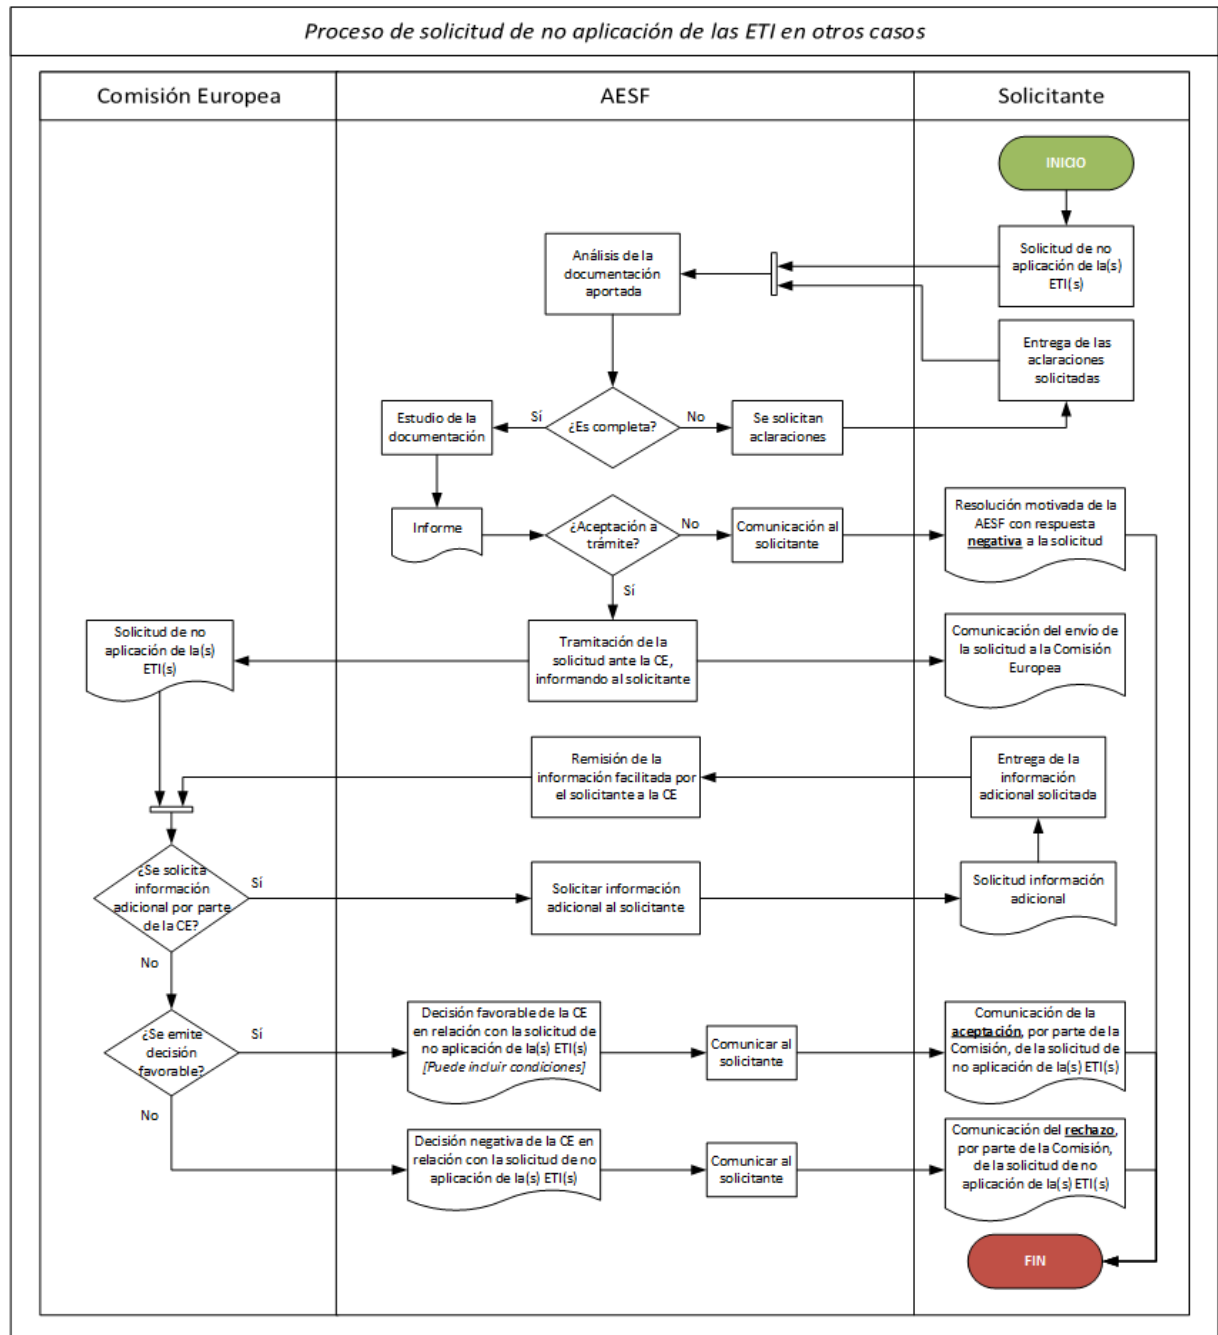 Proceso de solicitud de no aplicación de las ETI en otros casos
Comisión Europea
AESF
Solicitante
INICIO
Solicitud de no
aplicación de la(s)
ETI(s)
Análisis de la
documentación
aportada
Entrega de las
aclaraciones
solicitadas
Estudio de la
documentación
Sí
¿Es completa?
No
Se solicitan
aclaraciones
Informe
¿Aceptación a
trámite?
No
Comunicación al
solicitante
Resolución motivada de la
AESF con respuesta
negativa a la solicitud
Sí
Solicitud de no
aplicación de la(s)
ETI(s)
Tramitación de la
solicitud ante la CE,
informando al solicitante
Comunicación del envío de
la solicitud a la Comisión
Europea
Remisión de la
información facilitada por
el solicitante a la CE
Entrega de la
información
adicional solicitada
¿Se solicita
información
adicional por parte
de la CE?
Sí
Solicitar información
adicional al solicitante
Solicitud información
adicional
No
¿Se emite
decisión
favorable?
Sí
Decisión favorable de la CE
en relación con la solicitud de
no aplicación de la(s) ETI(s)
[Puede incluir condiciones]
Comunicar al
solicitante
Comunicación de la
aceptación, por parte de la
Comisión, de la solicitud de
no aplicación de la(s) ETI(s)
No
Decisión negativa de la CE en
relación con la solicitud de no
aplicación de la(s) ETI(s)
Comunicar al
solicitante
Comunicación del rechazo,
por parte de la Comisión,
de la solicitud de no
aplicación de la(s) ETI(s)
FIN